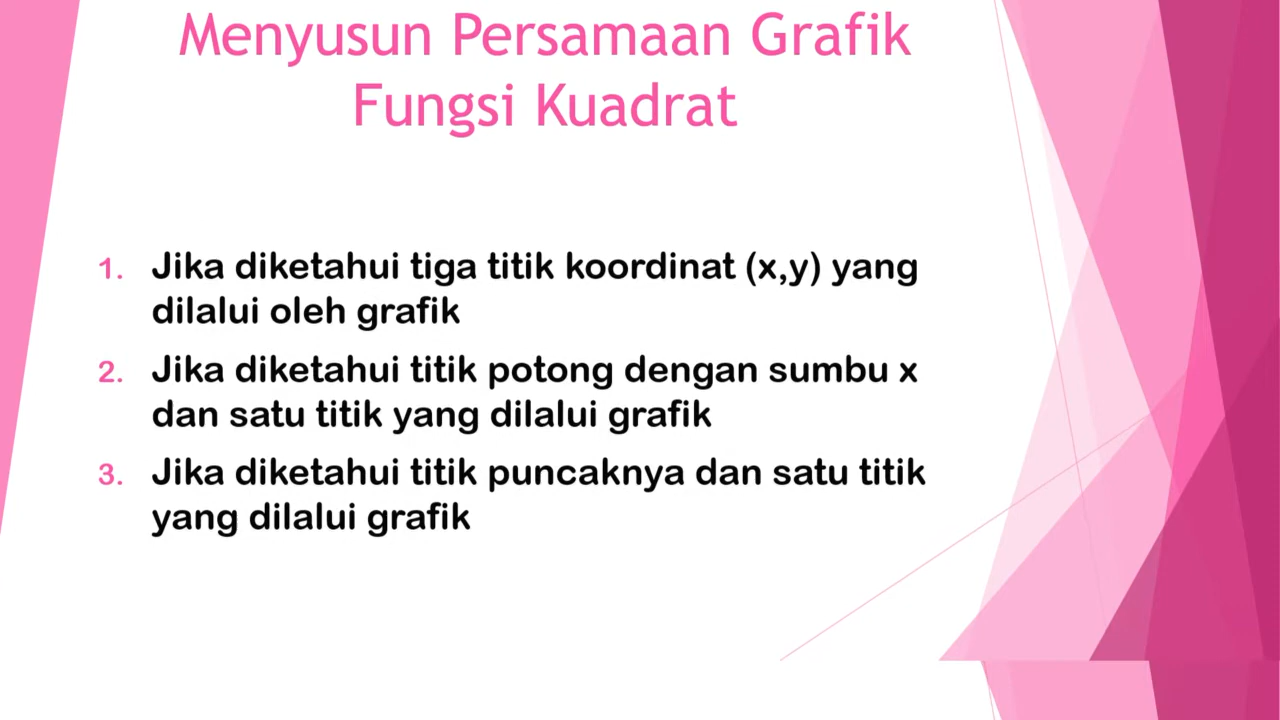 Menyusun Persamaan Grafik
Fungsi Kuadrat
1. Jika diketahui tiga titik koordinat (x,y) yang
dilalui oleh grafik
2. Jika diketahui titik potong dengan sumbu x
dan satu titik yang dilalui grafik
3. Jika diketahui titik puncaknya dan satu titik
yang dilalui grafik